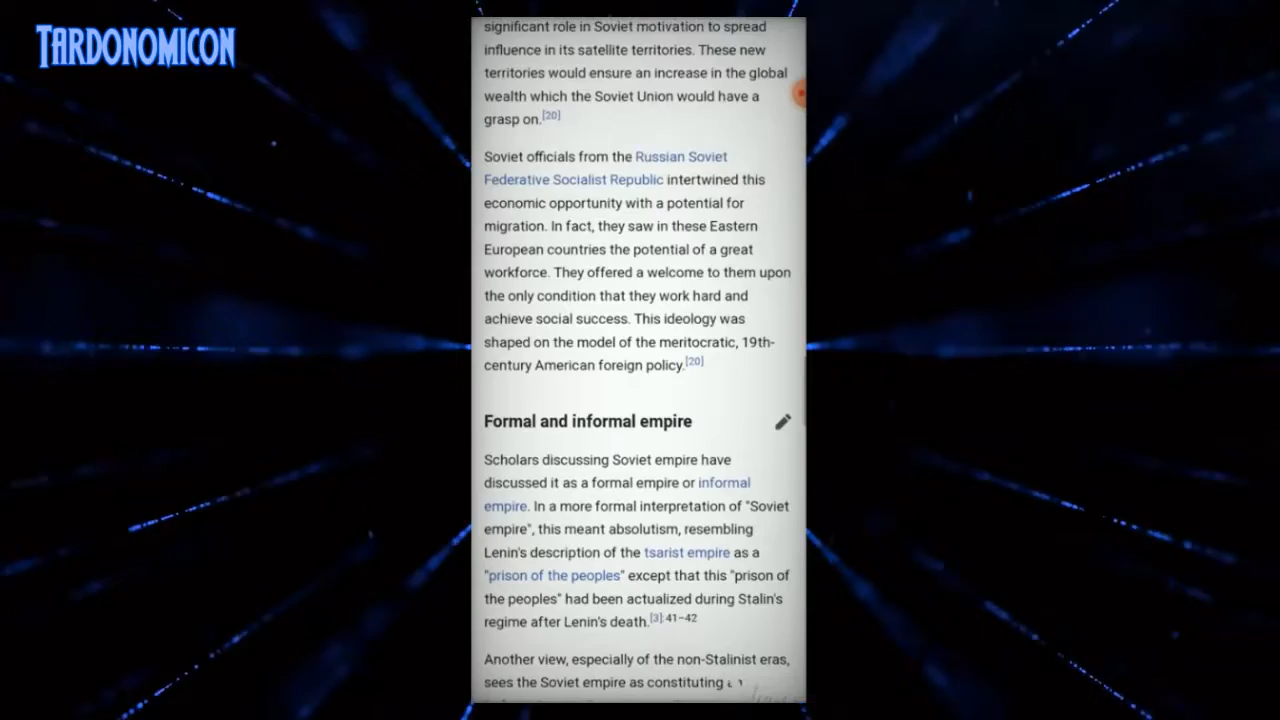 TARDONOMICON
significant role in Soviet motivation to spread
influence in its satellite territories. These new
territories would ensure an increase in the global
wealth which the Soviet Union would have a
grasp on.[20]
Soviet officials from the Russian Soviet
Federative Socialist Republic intertwined this
economic opportunity with a potential for
migration. In fact, they saw in these Eastern
European countries the potential of a great
workforce. They offered a welcome to them upon
the only condition that they work hard and
achieve social success. This ideology was
shaped on the model of the meritocratic, 19th-
century American foreign policy.[20]
Formal and informal empire
Scholars discussing Soviet empire have
discussed it as a formal empire or informal
empire. In a more formal interpretation of "Soviet
empire", this meant absolutism, resembling
Lenin's description of the tsarist empire as a
"prison of the peoples" except that this "prison of
the peoples" had been actualized during Stalin's
regime after Lenin's death.[3]:41–42
Another view, especially of the non-Stalinist eras,
sees the Soviet empire as constituting